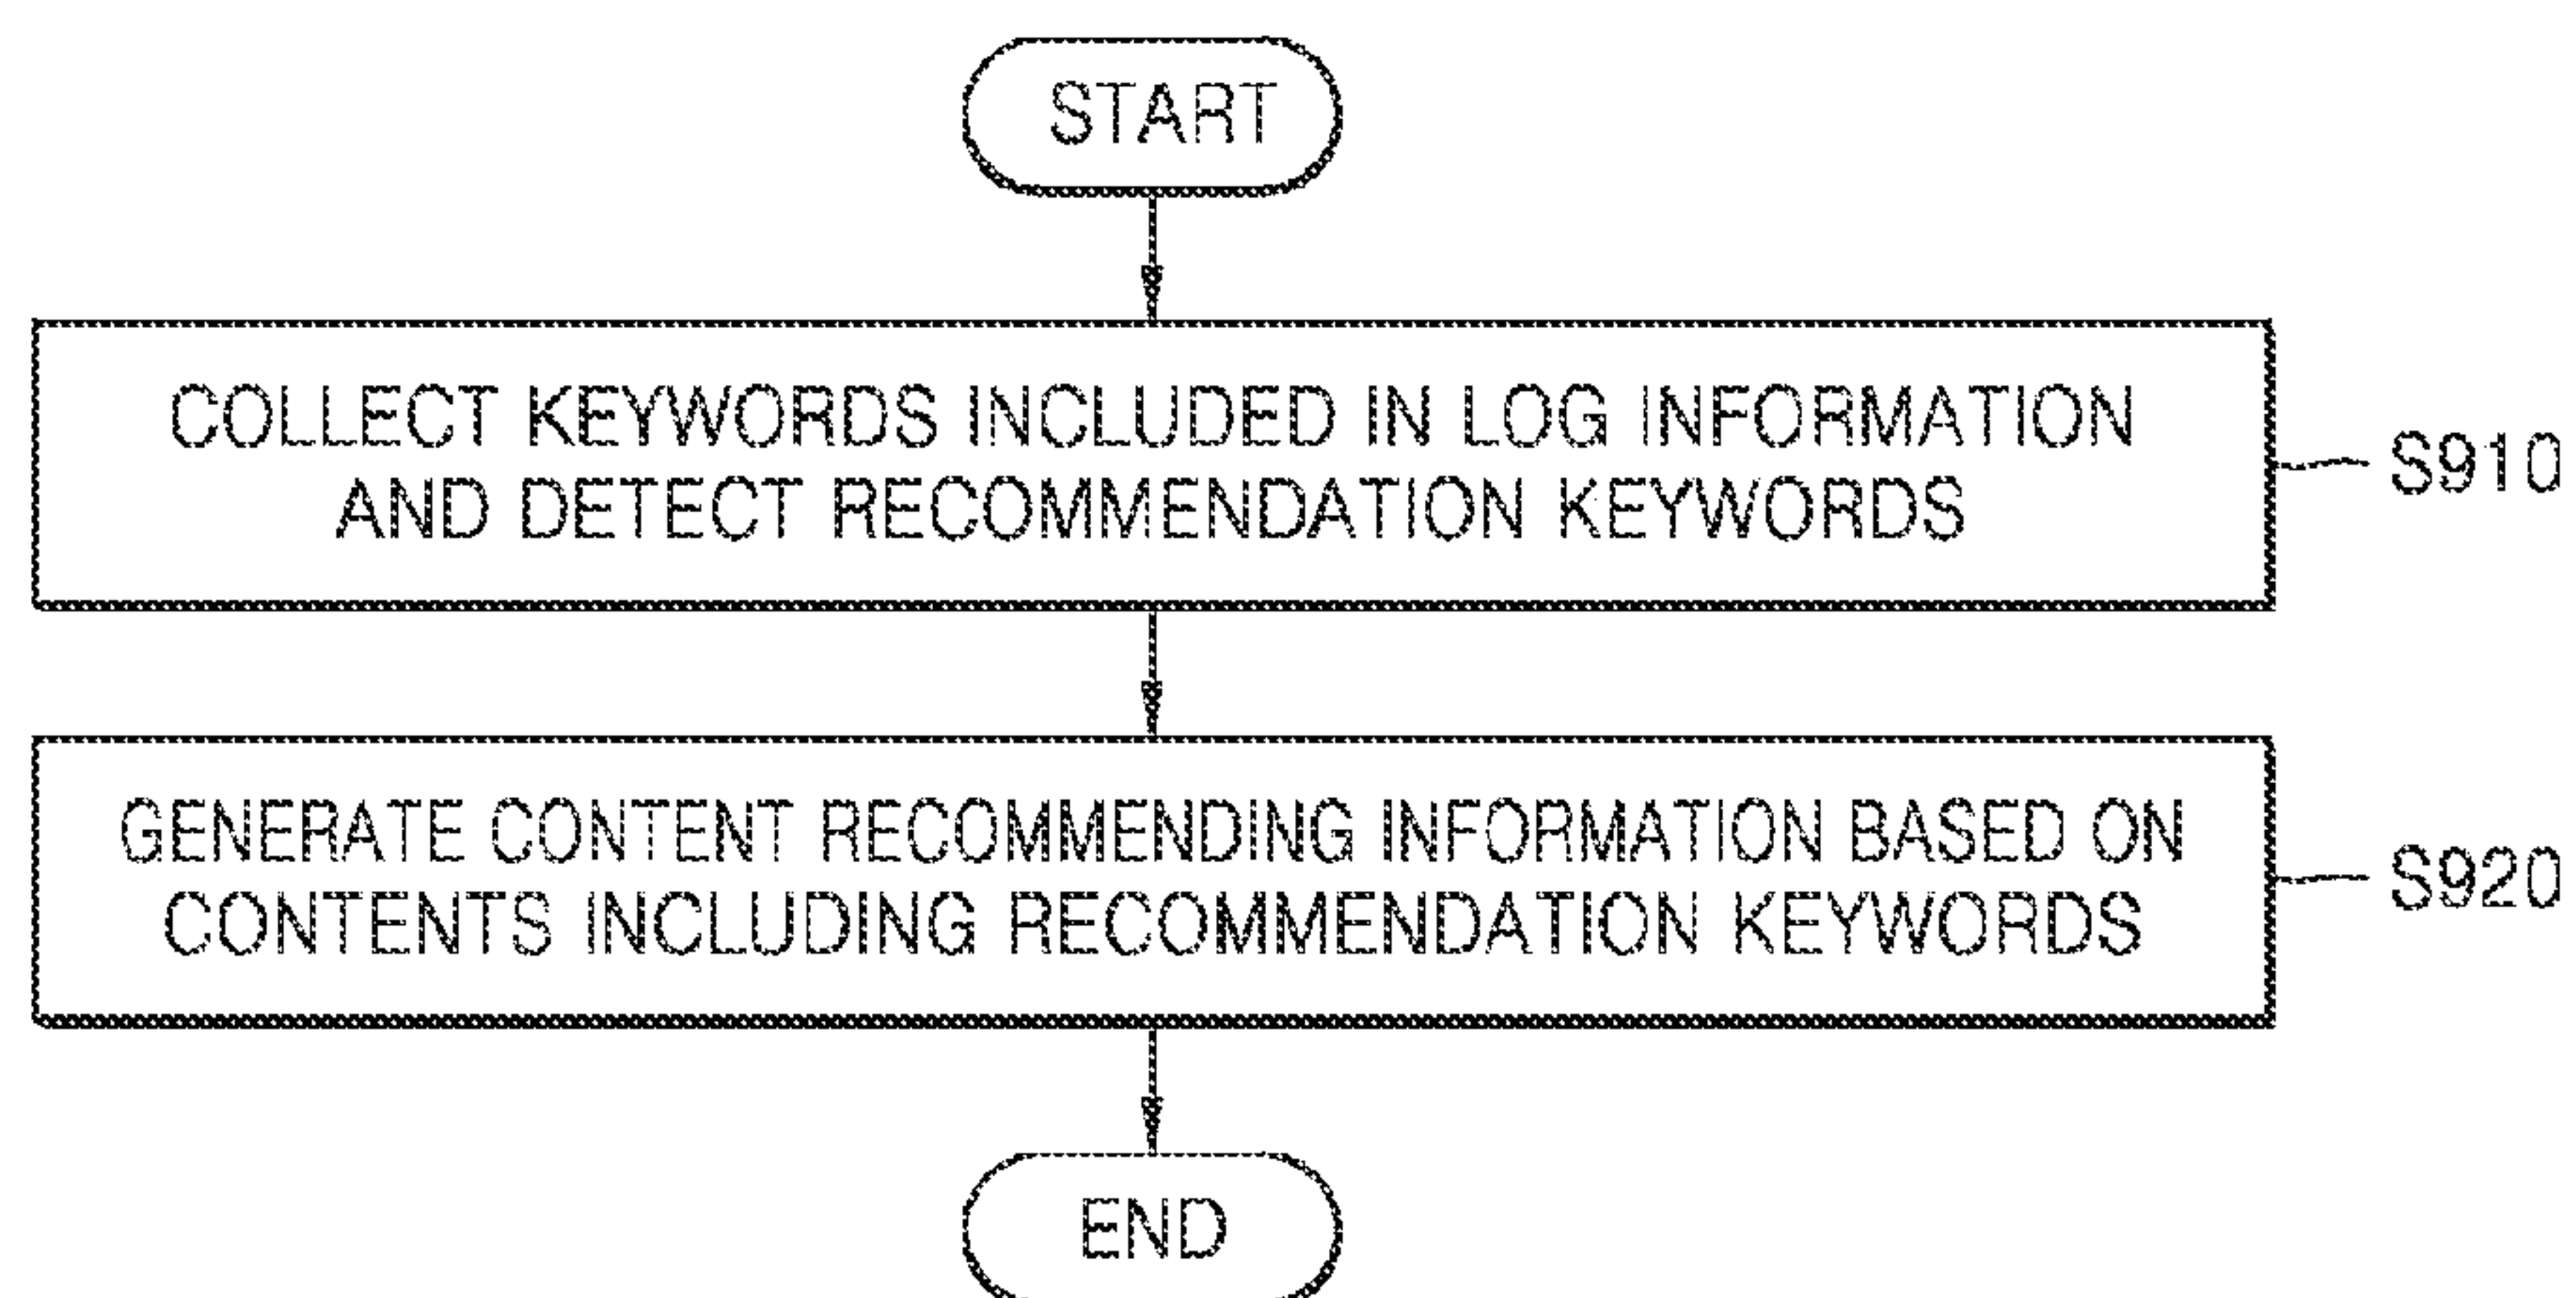 START
COLLECT KEYWORDS INCLUDED IN LOG INFORMATION
AND DETECT RECOMMENDATION KEYWORDS
S910
GENERATE CONTENT RECOMMENDING INFORMATION BASED ON
CONTENTS INCLUDING RECOMMENDATION KEYWORDS
S920
END